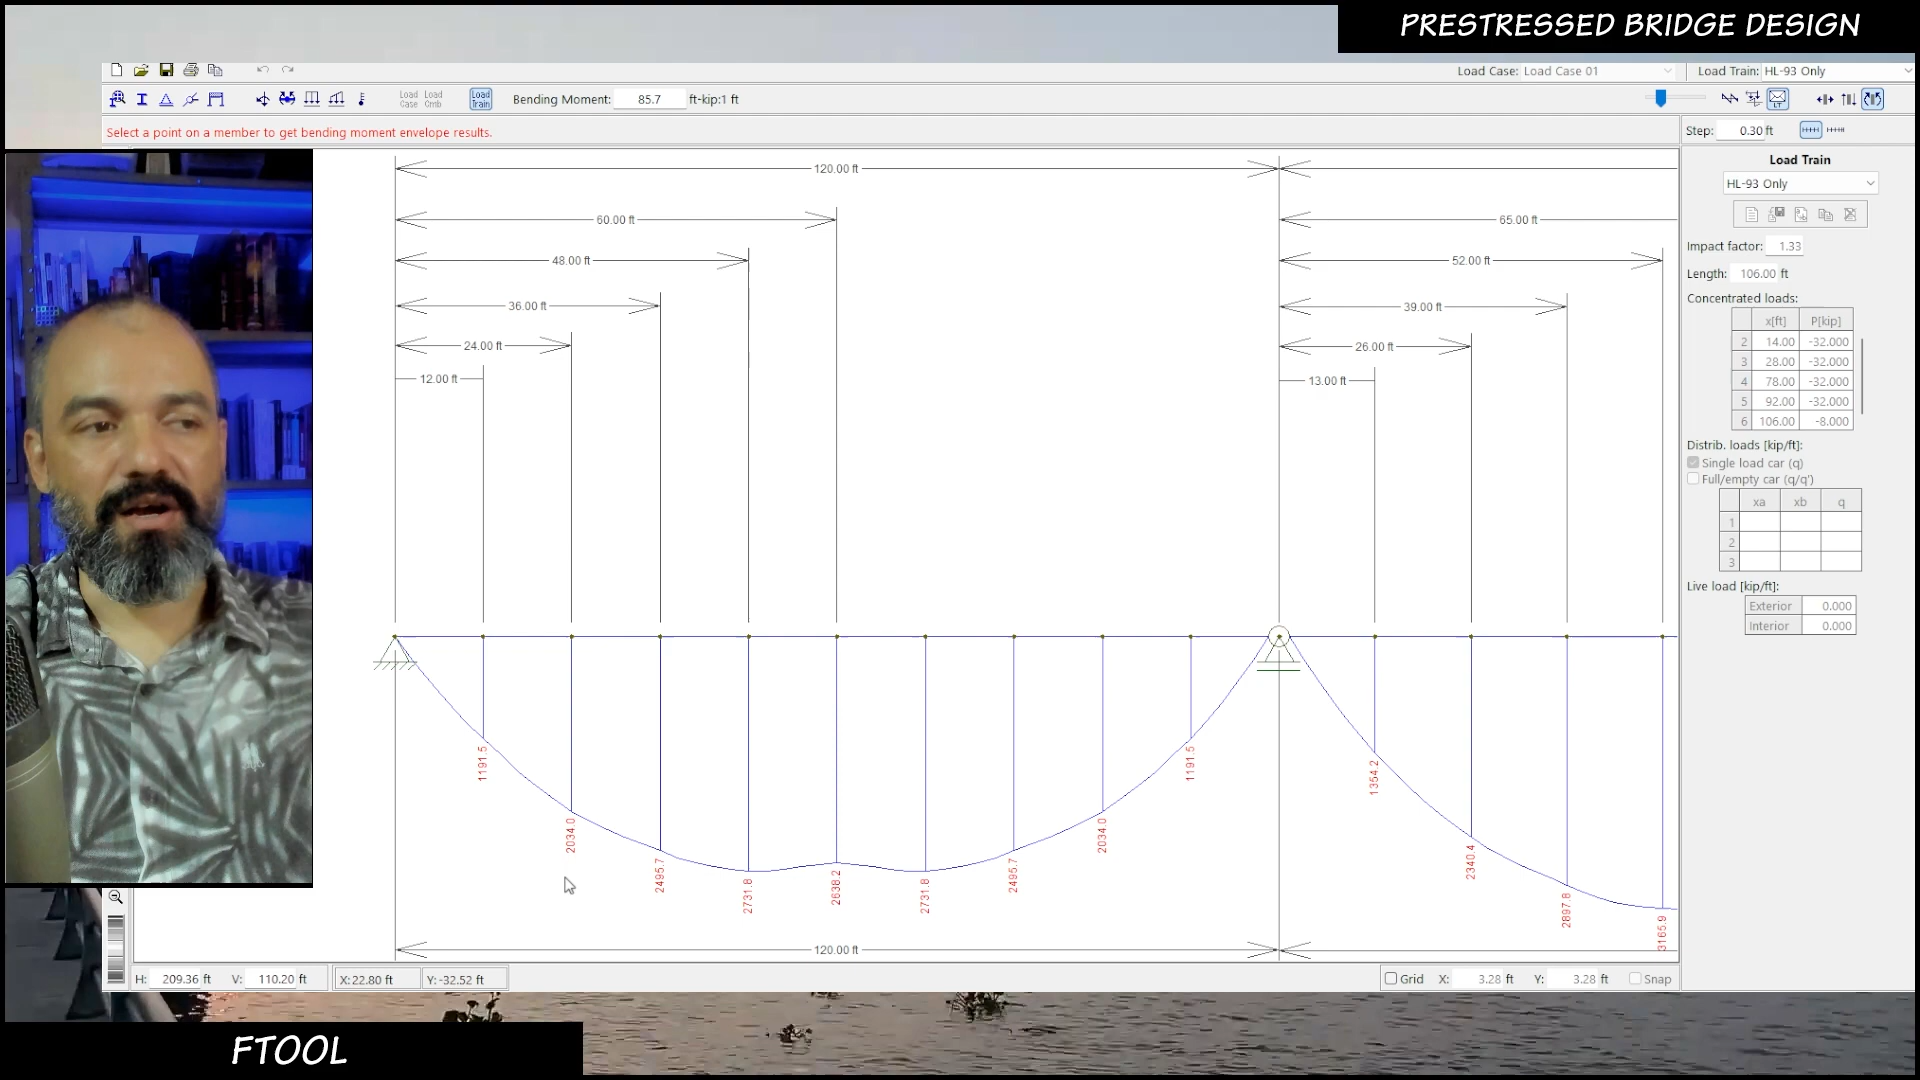 PRESTRESSED BRIDGE DESIGN
Load Case: Load Case 01
Load Train: HL-93 Only
Load Case
Load Cmb
Load Train
Bending Moment: 85.7 ft-kip:1 ft
Select a point on a member to get bending moment envelope results.
Step: 0.30 ft
120.00 ft
60.00 ft
65.00 ft
48.00 ft
52.00 ft
36.00 ft
39.00 ft
24.00 ft
26.00 ft
12.00 ft
13.00 ft
1191.5
2034.0
2495.7
2731.8
2638.2
2731.8
2495.7
2034.0
1191.5
1354.2
2340.4
2897.8
3165.9
120.00 ft
Load Train
HL-93 Only
Impact factor: 1.33
Length: 106.00 ft
Concentrated loads:
x[ft] P[kip]
2 14.00 -32.000
3 28.00 -32.000
4 78.00 -32.000
5 92.00 -32.000
6 106.00 -8.000
Distrib. loads [kip/ft]:
Single load car (q)
Full/empty car (q/q')
xa xb q
1
2
3
Live load [kip/ft]:
Exterior 0.000
Interior 0.000
H: 209.36 ft V: 110.20 ft X:22.80 ft Y: -32.52 ft
Grid X: 3.28 ft Y: 3.28 ft Snap
FTOOL